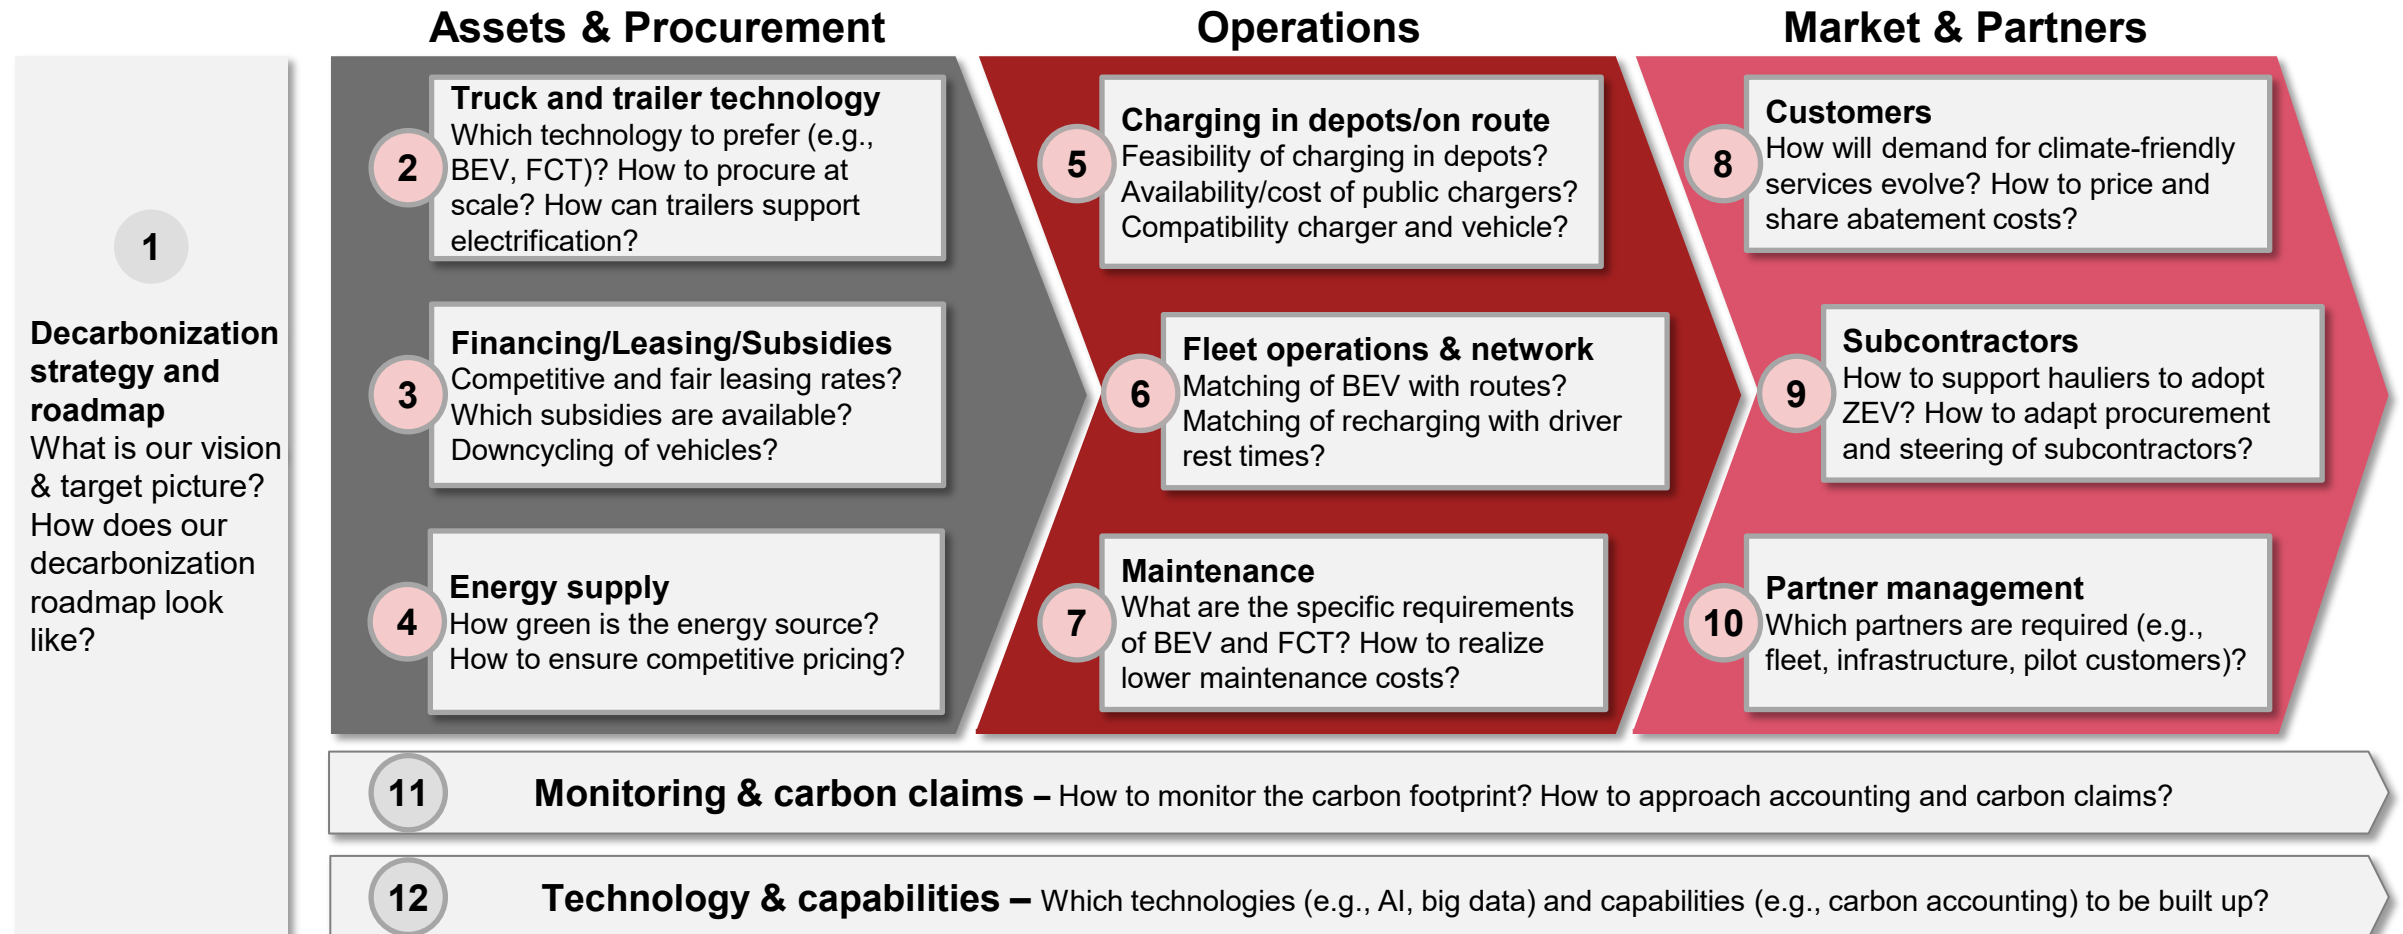 Assets & Procurement
Operations
Market & Partners
1
Decarbonization
strategy and
roadmap
What is our vision
& target picture?
How does our
decarbonization
roadmap look
like?
2
Truck and trailer technology
Which technology to prefer (e.g.,
BEV, FCT)? How to procure at
scale? How can trailers support
electrification?
3
Financing/Leasing/Subsidies
Competitive and fair leasing rates?
Which subsidies are available?
Downcycling of vehicles?
4
Energy supply
How green is the energy source?
How to ensure competitive pricing?
5
Charging in depots/on route
Feasibility of charging in depots?
Availability/cost of public chargers?
Compatibility charger and vehicle?
6
Fleet operations & network
Matching of BEV with routes?
Matching of recharging with driver
rest times?
7
Maintenance
What are the specific requirements
of BEV and FCT? How to realize
lower maintenance costs?
8
Customers
How will demand for climate-friendly
services evolve? How to price and
share abatement costs?
9
Subcontractors
How to support hauliers to adopt
ZEV? How to adapt procurement
and steering of subcontractors?
10
Partner management
Which partners are required (e.g.,
fleet, infrastructure, pilot customers)?
11
Monitoring & carbon claims – How to monitor the carbon footprint? How to approach accounting and carbon claims?
12
Technology & capabilities – Which technologies (e.g., AI, big data) and capabilities (e.g., carbon accounting) to be built up?